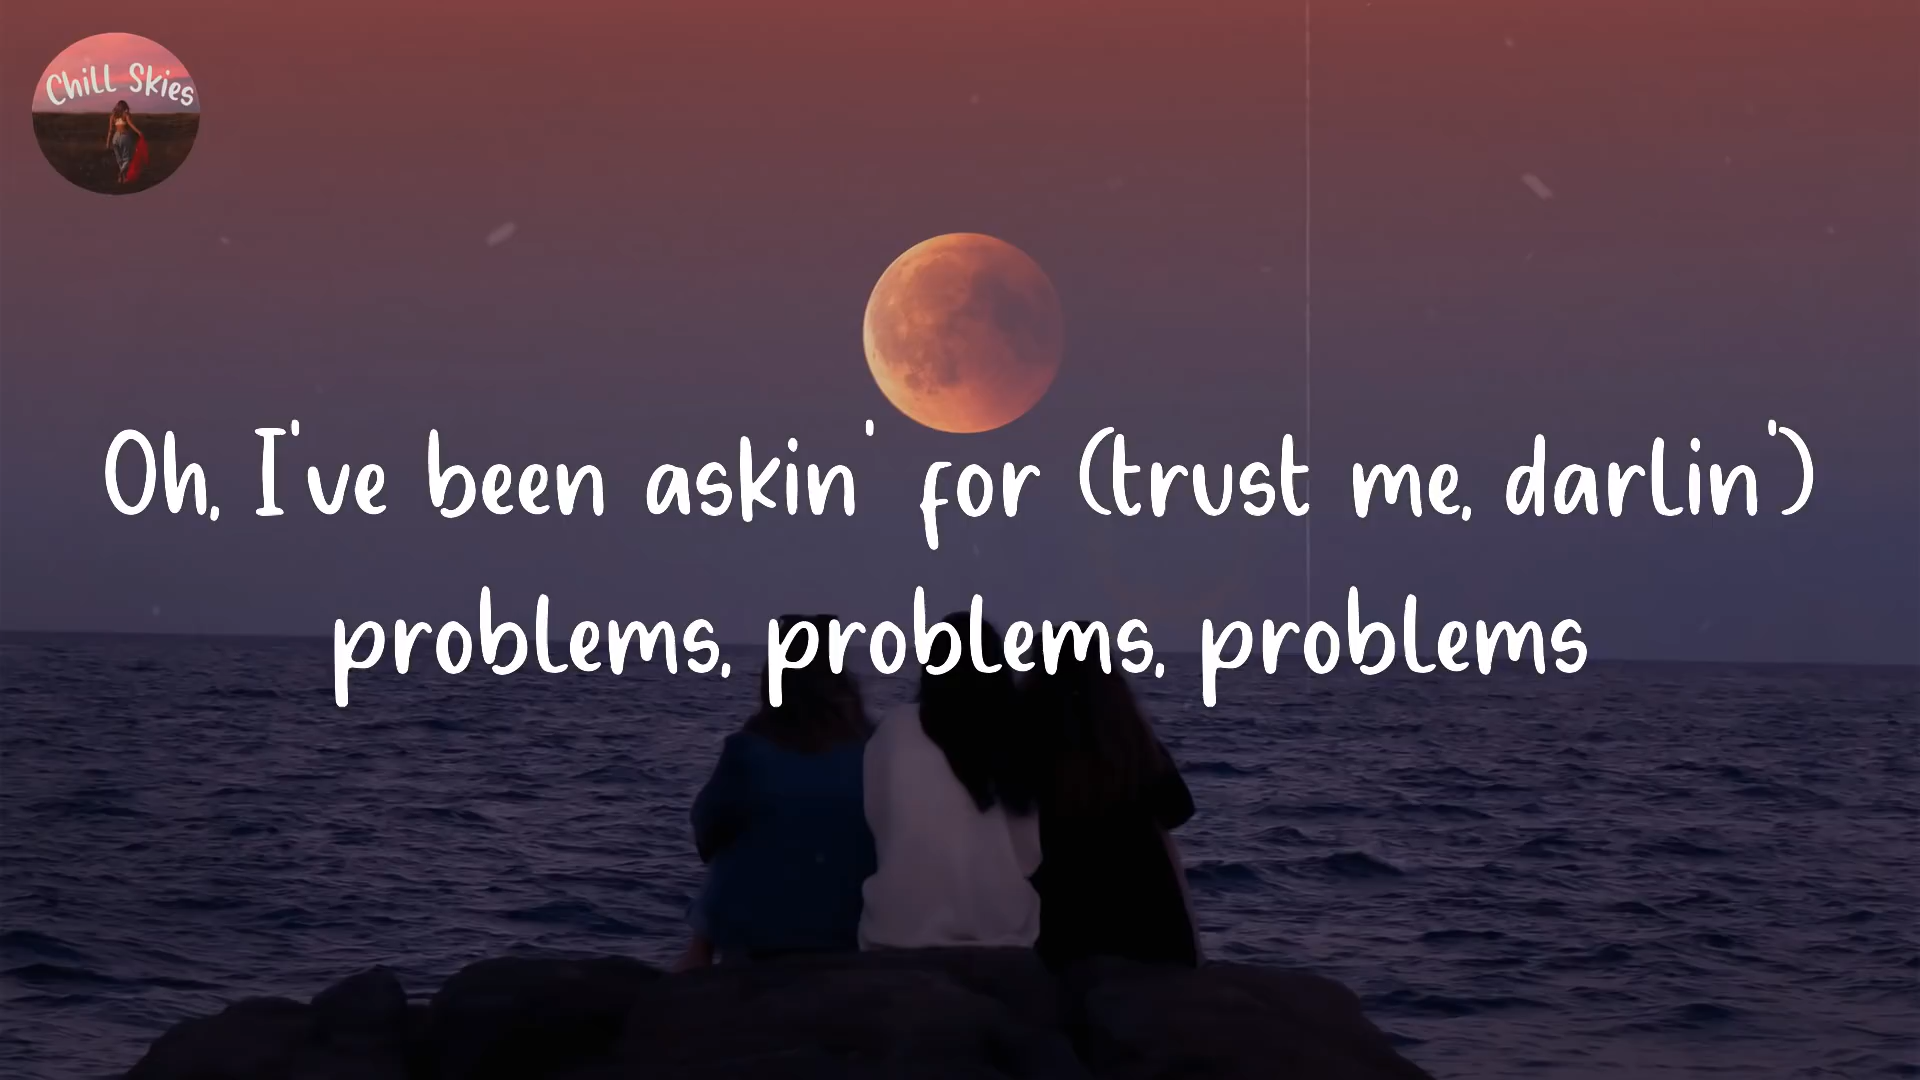 Chill Skies
Oh, I've been askin' for (trust me, darlin')
problems, problems, problems